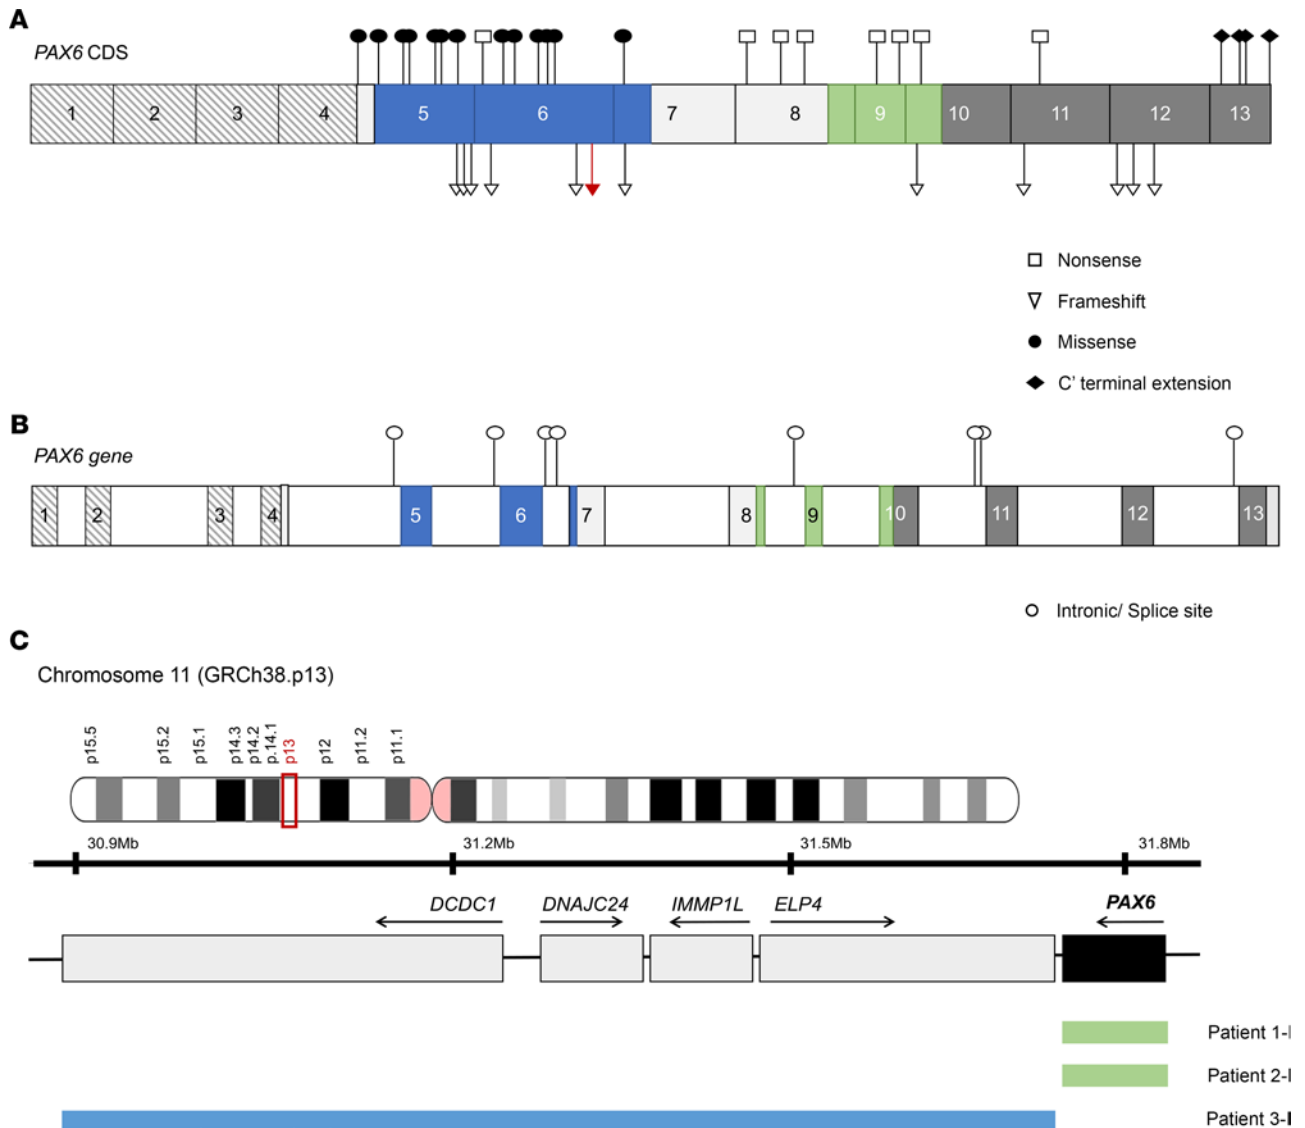 A
PAX6 CDS
1 2 3 4 5 6 7 8 9 10 11 12 13
Nonsense
Frameshift
Missense
C' terminal extension
B
PAX6 gene
1 2 3 4 5 6 7 8 9 10 11 12 13
Intronic/ Splice site
C
Chromosome 11 (GRCh38.p13)
p15.5 p15.2 p15.1 p14.3 p14.2 p.14.1 p13 p12 p11.2 p11.1
30.9Mb 31.2Mb 31.5Mb 31.8Mb
DCDC1 DNAJC24 IMMP1L ELP4 PAX6
Patient 1-I
Patient 2-I
Patient 3-I